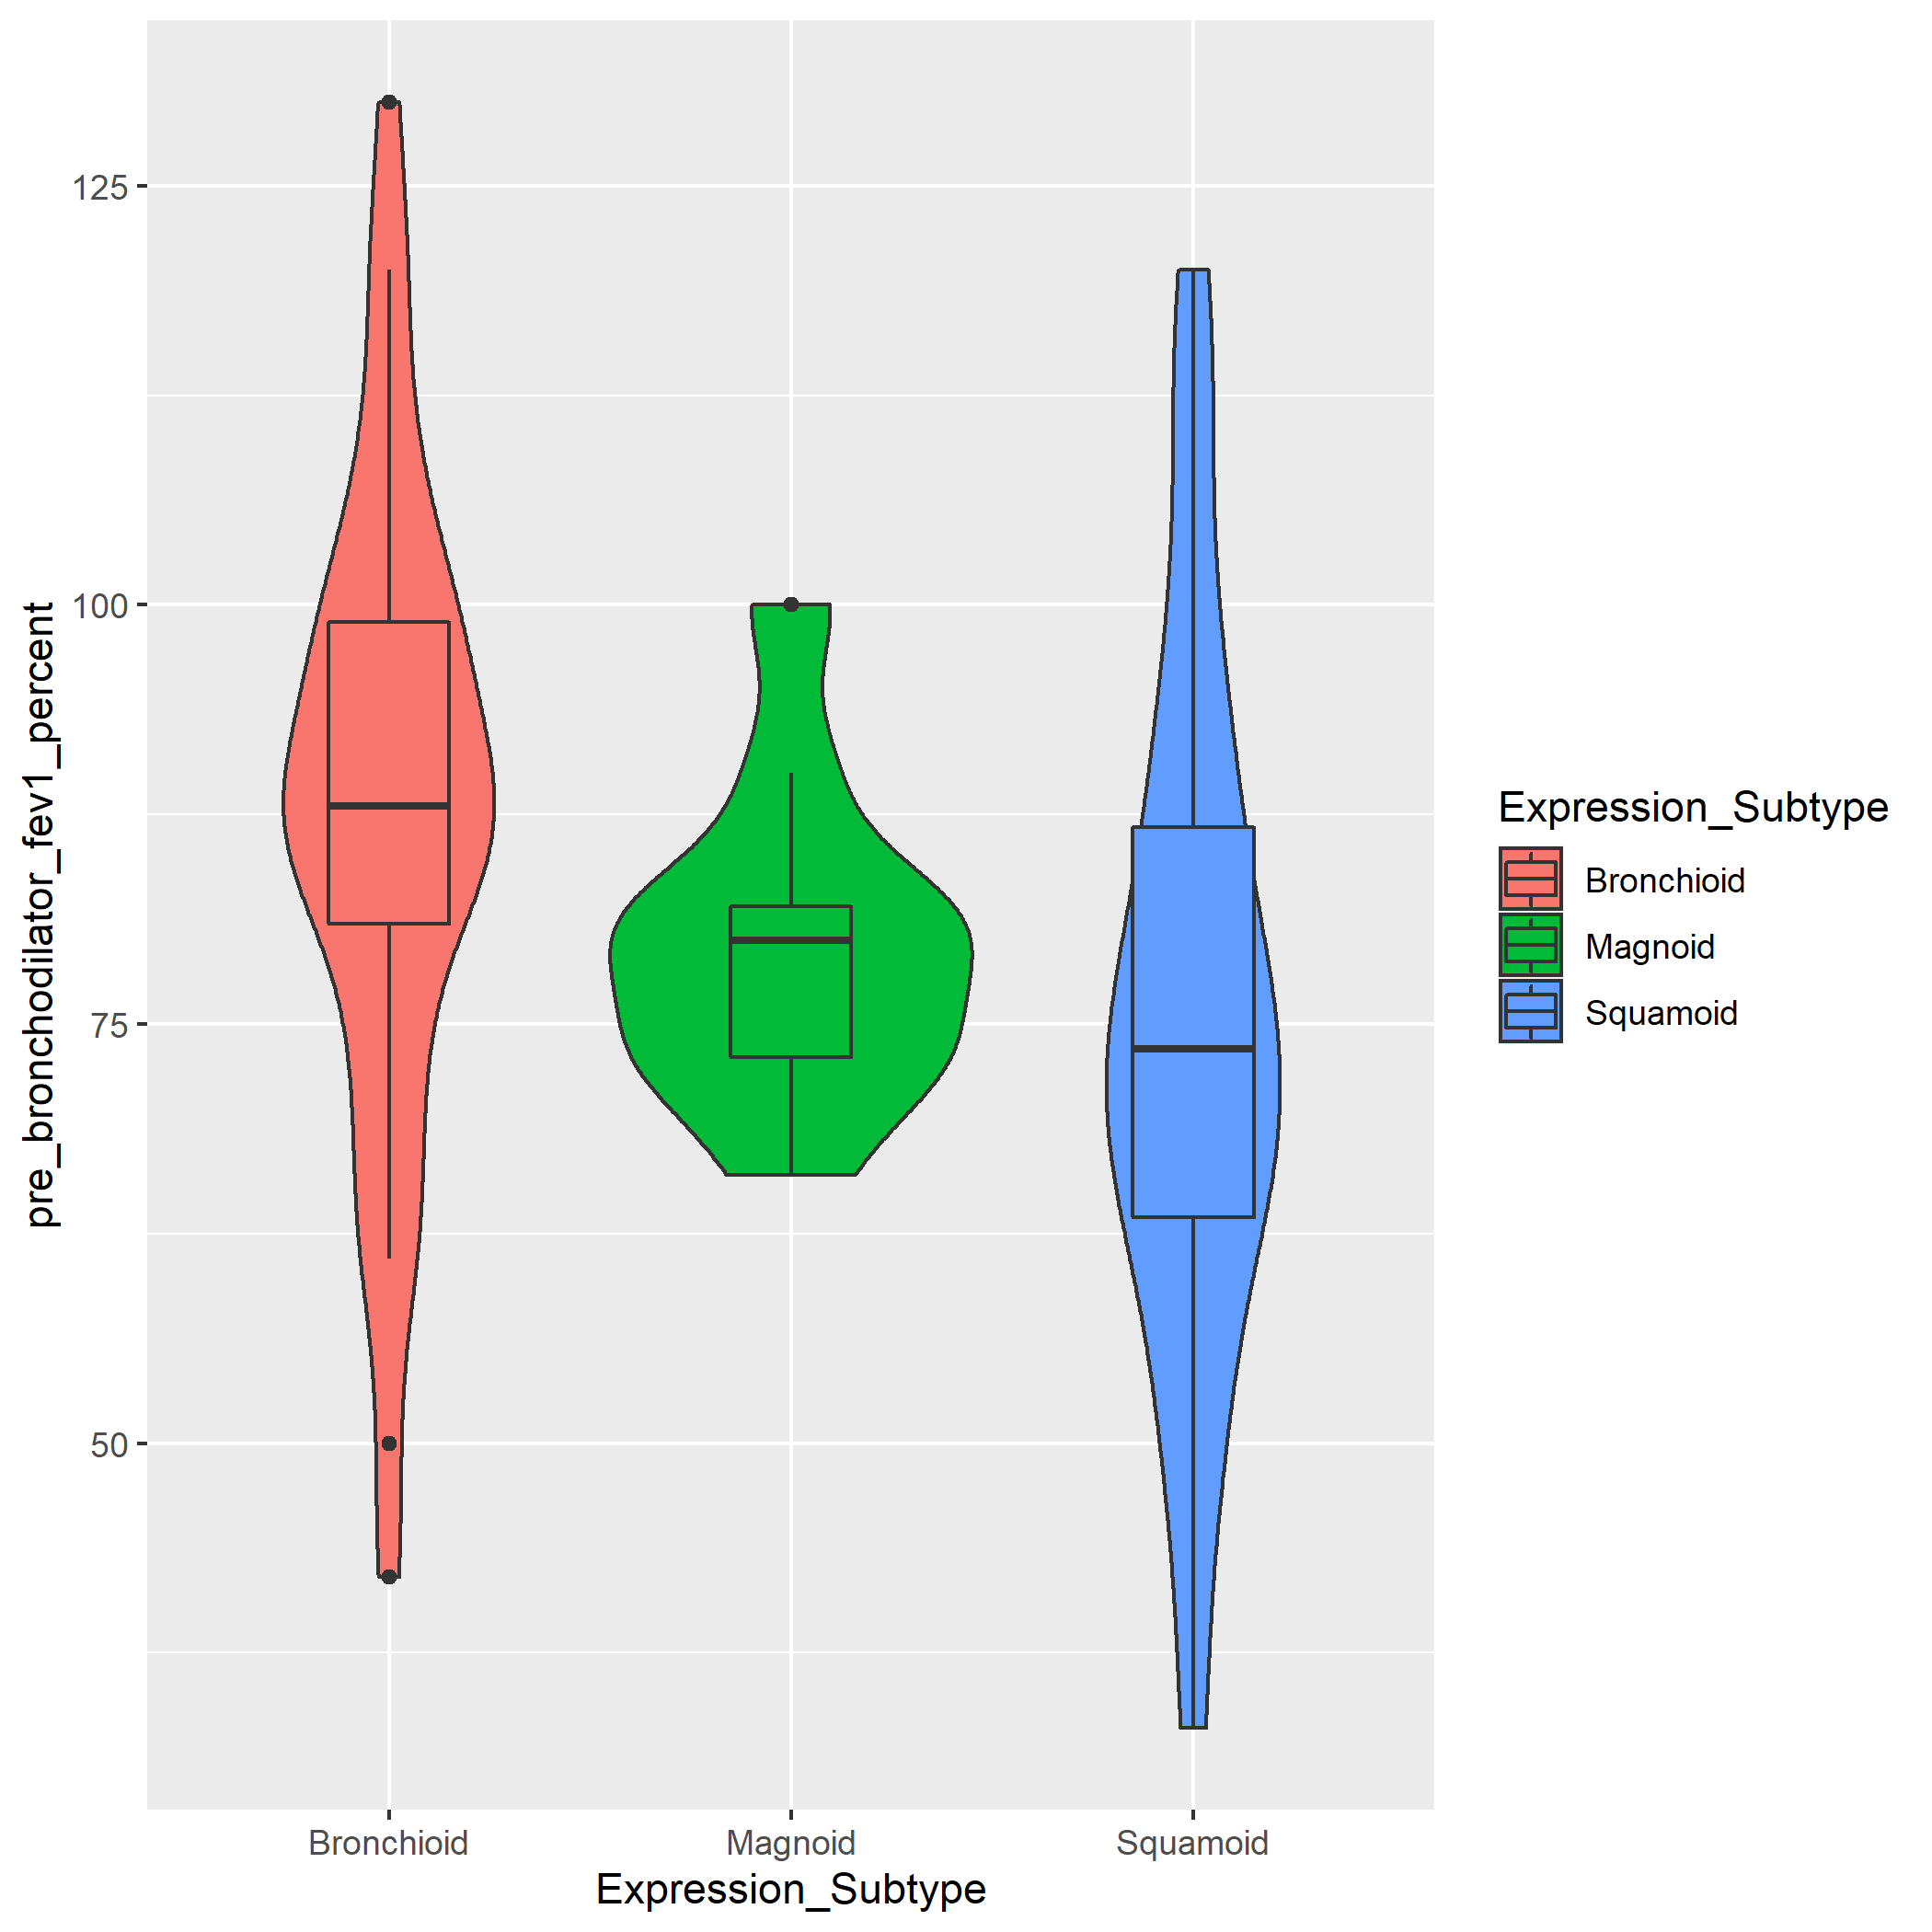 pre_bronchodilator_fev1_percent
125
100
75
50
Bronchioid
Magnoid
Squamoid
Expression_Subtype
Expression_Subtype
Bronchioid
Magnoid
Squamoid